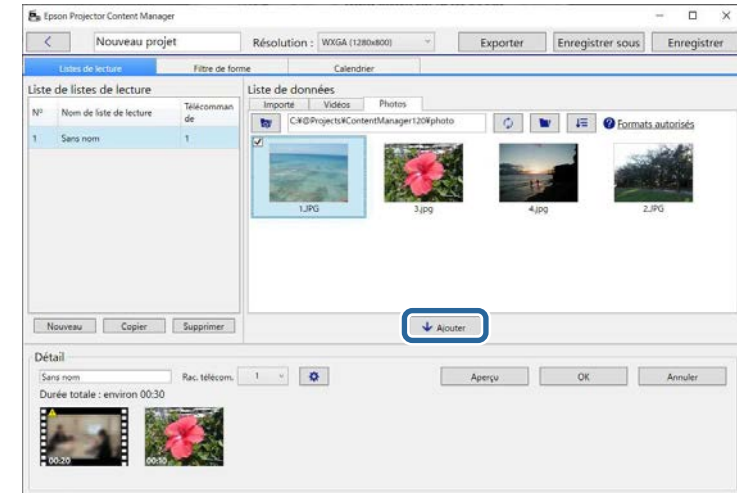 Epson Projector Content Manager
Nouveau projet Résolution : WXGA (1280x800) Exporter Enregistrer sous Enregistrer
Listes de lecture Filtre de forme Calendrier
Liste de listes de lecture
Nº Nom de liste de lecture Télécomman
de
1 Sans nom 1
Nouveau Copier Supprimer
Liste de données
Importé Vidéos Photos
C:¥@Projects¥ContentManager120¥photo Formats autorisés
1.JPG 3.jpg 4.jpg 2.JPG
Ajouter
Détail
Sans nom Rac. télécom. 1 Aperçu OK Annuler
Durée totale : environ 00:30
00:20 00:10